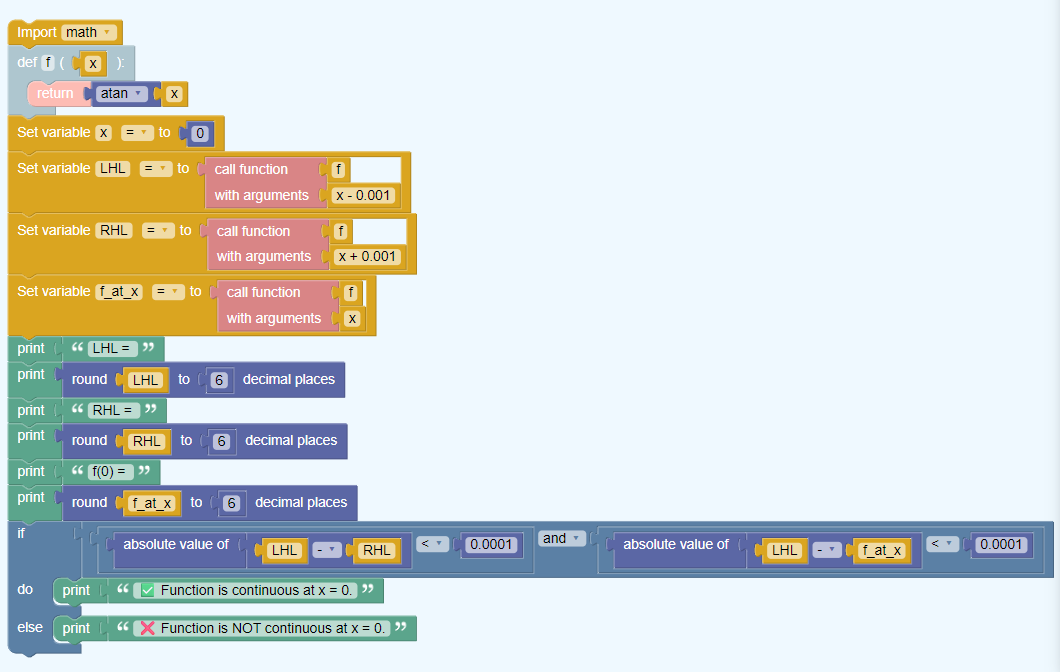 Import math
def f ( x ):
return atan x
Set variable x = to 0
Set variable LHL = to call function f
with arguments x - 0.001
Set variable RHL = to call function f
with arguments x + 0.001
Set variable f_at_x = to call function f
with arguments x
print “ LHL = ”
print round LHL to 6 decimal places
print “ RHL = ”
print round RHL to 6 decimal places
print “ f(0) = ”
print round f_at_x to 6 decimal places
if absolute value of LHL - RHL < 0.0001 and absolute value of LHL - f_at_x < 0.0001
do print “ ✅ Function is continuous at x = 0. ”
else print “ ❌ Function is NOT continuous at x = 0. ”